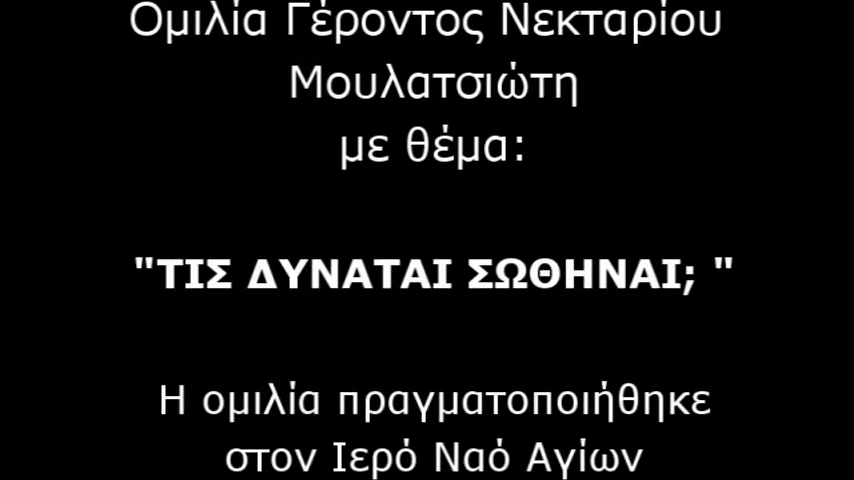 Ομιλία Γέροντος Νεκταρίου
Μουλατσιώτη
με θέμα:
"ΤΙΣ ΔΥΝΑΤΑΙ ΣΩΘΗΝΑΙ; "
Η ομιλία πραγματοποιήθηκε
στον Ιερό Ναό Αγίων